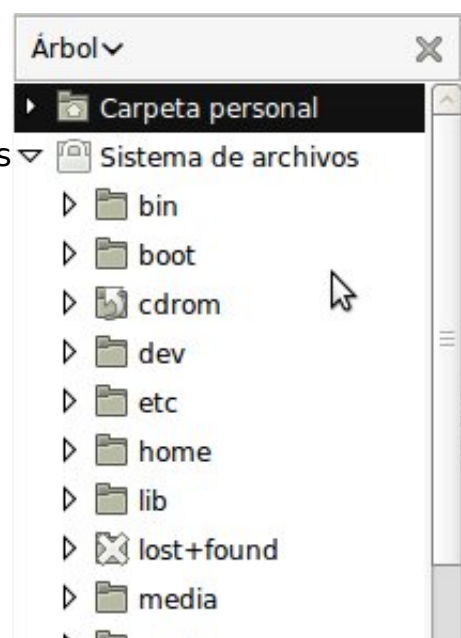 Árbol
Carpeta personal
s
Sistema de archivos
bin
boot
cdrom
dev
etc
home
lib
lost+found
media